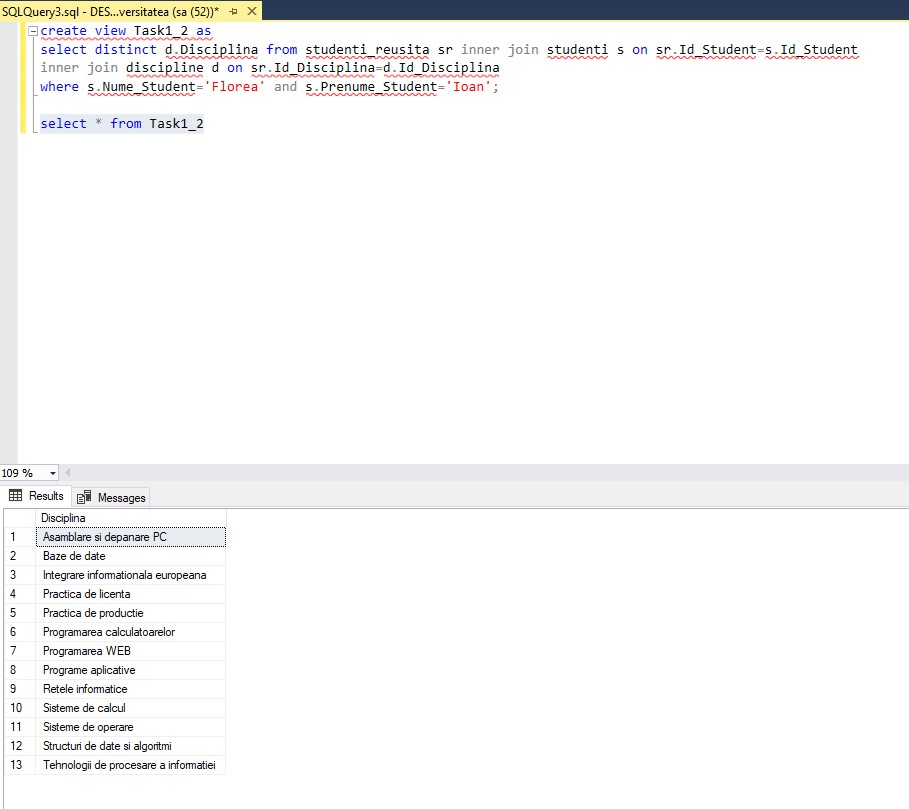 SQLQuery3.sql - DES...versitatea (sa (52))*
create view Task1_2 as
select distinct d.Disciplina from studenti_reusita sr inner join studenti s on sr.Id_Student=s.Id_Student
inner join discipline d on sr.Id_Disciplina=d.Id_Disciplina
where s.Nume_Student='Florea' and s.Prenume_Student='Ioan';
select * from Task1_2
109 %
Results Messages
Disciplina
1 Asamblare si depanare PC
2 Baze de date
3 Integrare informationala europeana
4 Practica de licenta
5 Practica de productie
6 Programarea calculatoarelor
7 Programarea WEB
8 Programe aplicative
9 Retele informatice
10 Sisteme de calcul
11 Sisteme de operare
12 Structuri de date si algoritmi
13 Tehnologii de procesare a informatiei